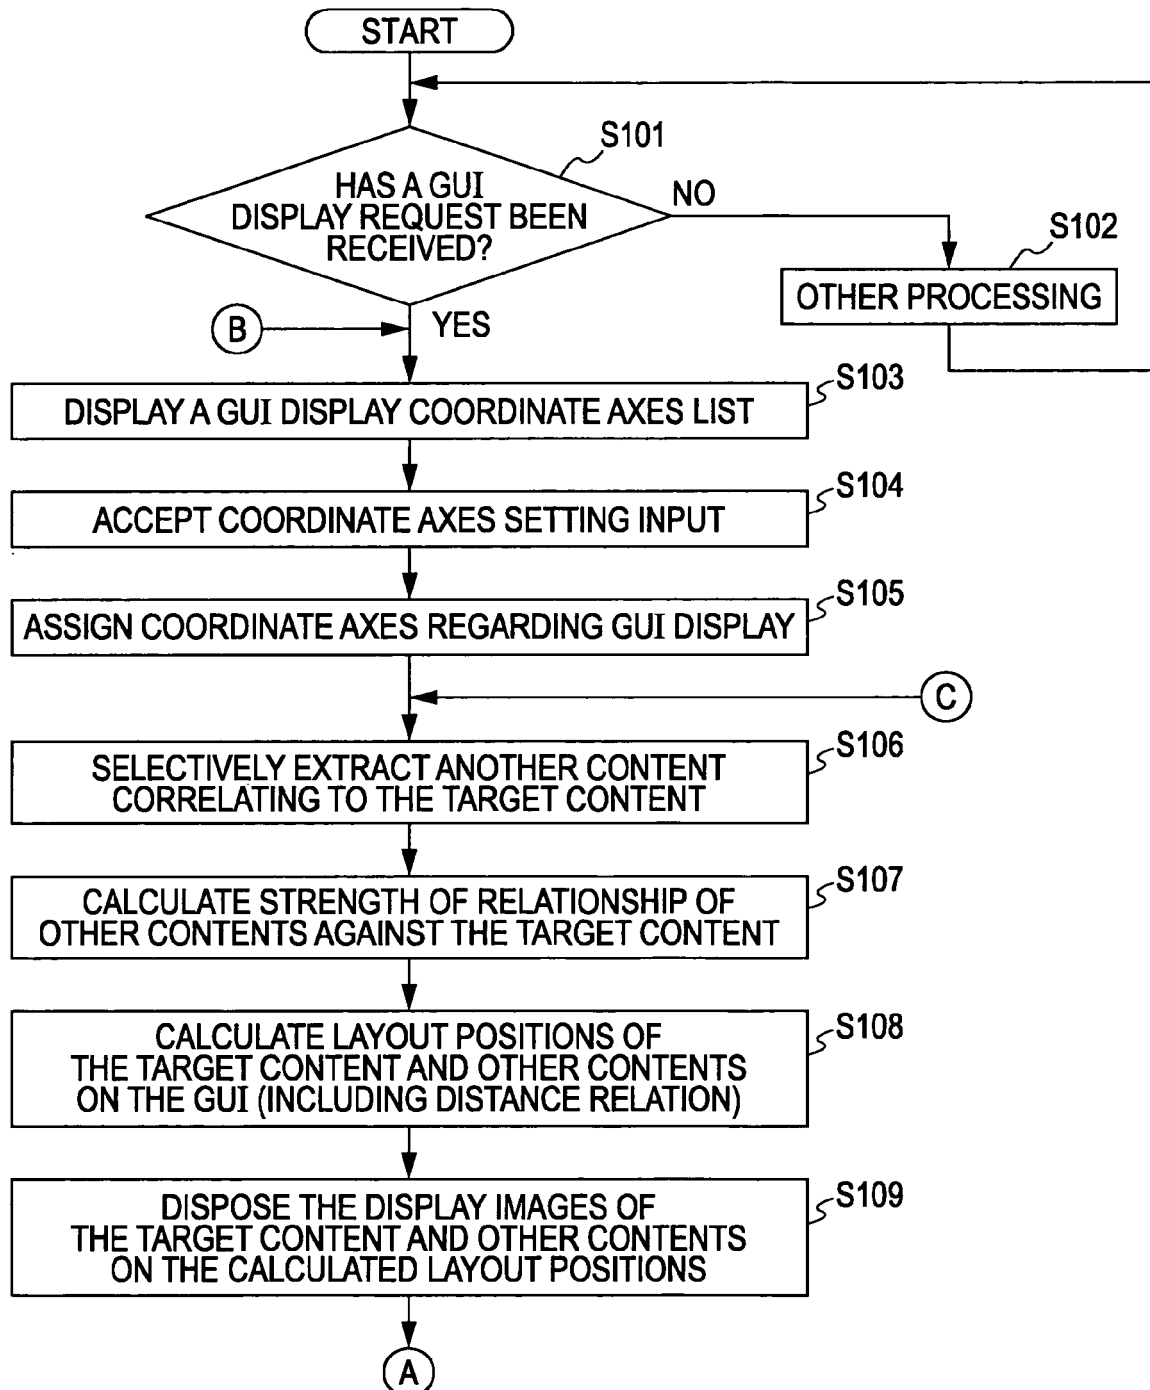 START
S101
HAS A GUI
DISPLAY REQUEST BEEN
RECEIVED?
NO
S102
OTHER PROCESSING
B
YES
S103
DISPLAY A GUI DISPLAY COORDINATE AXES LIST
S104
ACCEPT COORDINATE AXES SETTING INPUT
S105
ASSIGN COORDINATE AXES REGARDING GUI DISPLAY
C
S106
SELECTIVELY EXTRACT ANOTHER CONTENT
CORRELATING TO THE TARGET CONTENT
S107
CALCULATE STRENGTH OF RELATIONSHIP OF
OTHER CONTENTS AGAINST THE TARGET CONTENT
S108
CALCULATE LAYOUT POSITIONS OF
THE TARGET CONTENT AND OTHER CONTENTS
ON THE GUI (INCLUDING DISTANCE RELATION)
S109
DISPOSE THE DISPLAY IMAGES OF
THE TARGET CONTENT AND OTHER CONTENTS
ON THE CALCULATED LAYOUT POSITIONS
A